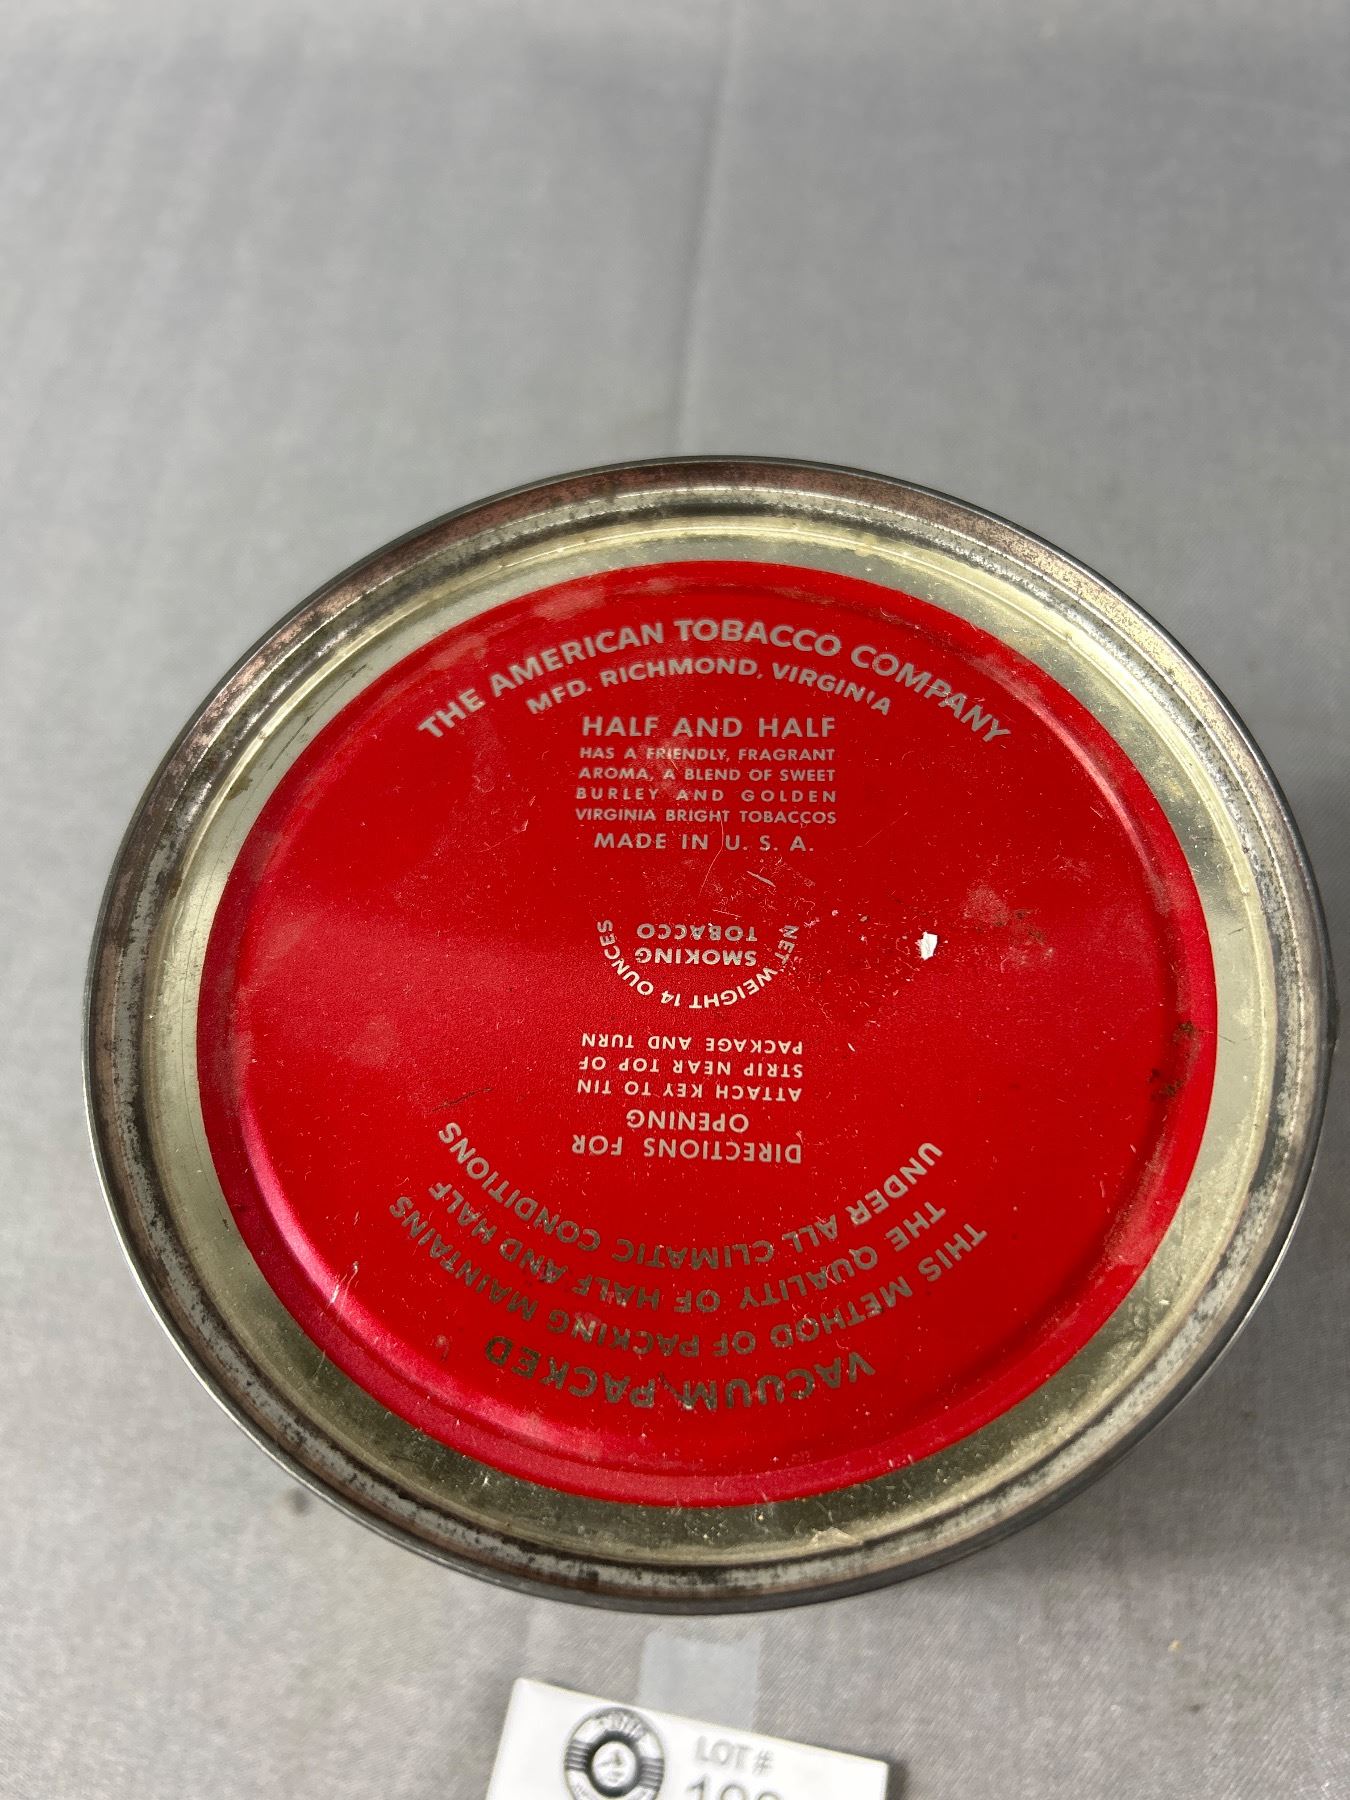 THE AMERICAN TOBACCO COMPANY
MFD. RICHMOND, VIRGINIA
HALF AND HALF
HAS A FRIENDLY, FRAGRANT
AROMA, A BLEND OF SWEET
BURLEY AND GOLDEN
VIRGINIA BRIGHT TOBACCOS
MADE IN U. S. A.
VACUUM PACKED
THIS METHOD OF PACKING MAINTAINS
THE QUALITY OF HALF AND HALF
UNDER ALL CLIMATIC CONDITIONS
DIRECTIONS FOR
OPENING
ATTACH KEY TO TIN
STRIP NEAR TOP OF
PACKAGE AND TURN
NET WEIGHT 14 OUNCES
SMOKING
TOBACCO
LOT #